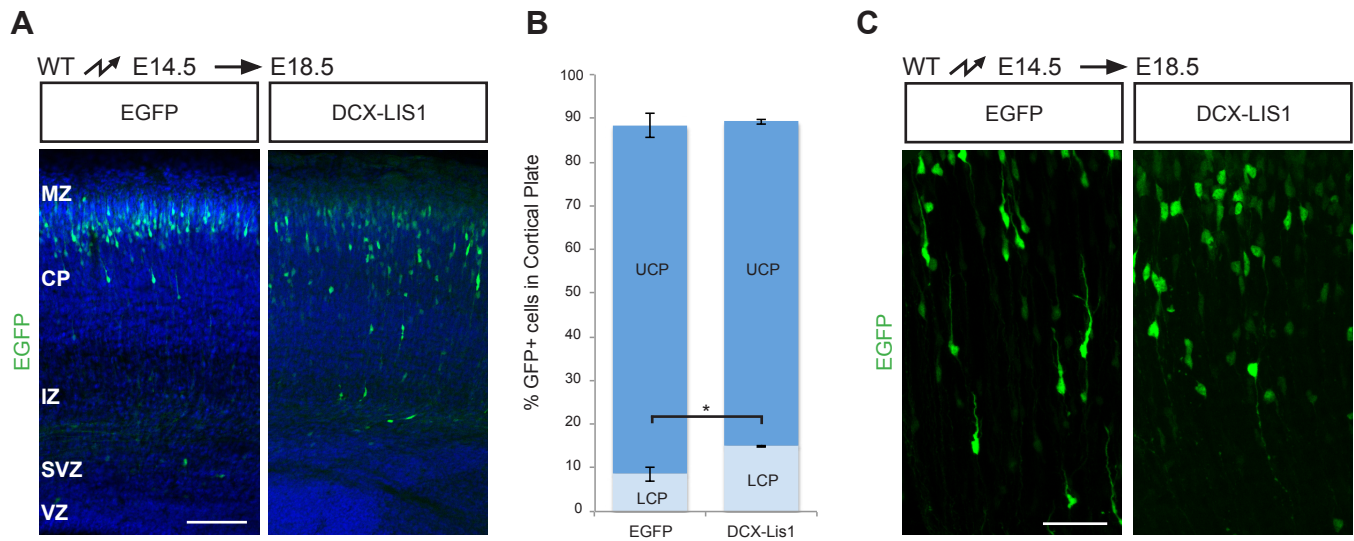 A
WT E14.5 E18.5
EGFP DCX-LIS1
EGFP
MZ
CP
IZ
SVZ
VZ
B
% GFP+ cells in Cortical Plate
100
90
80
70
60
50
40
30
20
10
0
UCP UCP
*
LCP LCP
EGFP DCX-Lis1
C
WT E14.5 E18.5
EGFP DCX-LIS1
EGFP